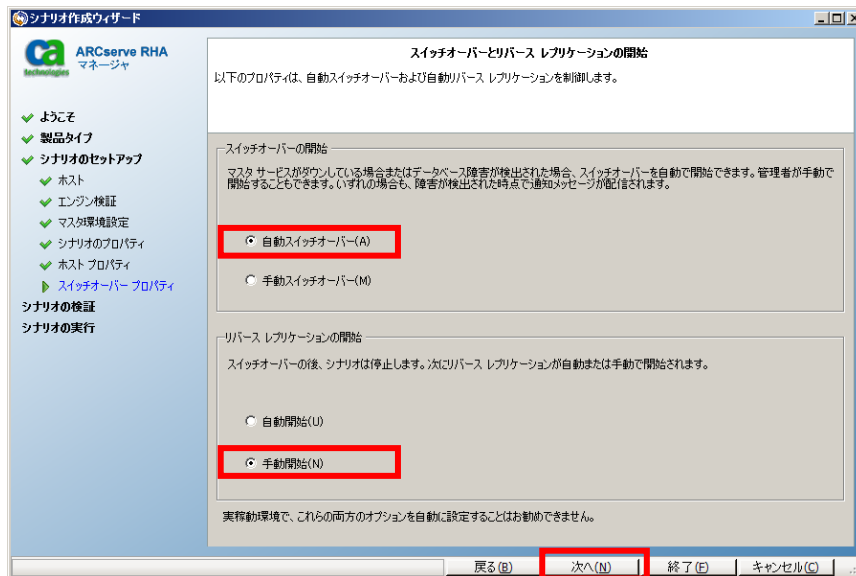 シナリオ作成ウィザード
ca
technologies
ARCserve RHA
マネージャ
スイッチオーバーとリバース レプリケーションの開始
以下のプロパティは、自動スイッチオーバーおよび自動リバース レプリケーションを制御します。
ようこそ
製品タイプ
シナリオのセットアップ
ホスト
エンジン検証
マスタ環境設定
シナリオのプロパティ
ホスト プロパティ
スイッチオーバー プロパティ
シナリオの検証
シナリオの実行
スイッチオーバーの開始
マスタ サービスがダウンしている場合またはデータベース障害が検出された場合、スイッチオーバーを自動で開始できます。管理者が手動で
開始することもできます。いずれの場合も、障害が検出された時点で通知メッセージが配信されます。
自動スイッチオーバー(A)
手動スイッチオーバー(M)
リバース レプリケーションの開始
スイッチオーバーの後、シナリオは停止します。次にリバース レプリケーションが自動または手動で開始されます。
自動開始(U)
手動開始(N)
実稼動環境で、これらの両方のオプションを自動に設定することはお勧めできません。
戻る(B)
次へ(N)
終了(F)
キャンセル(C)